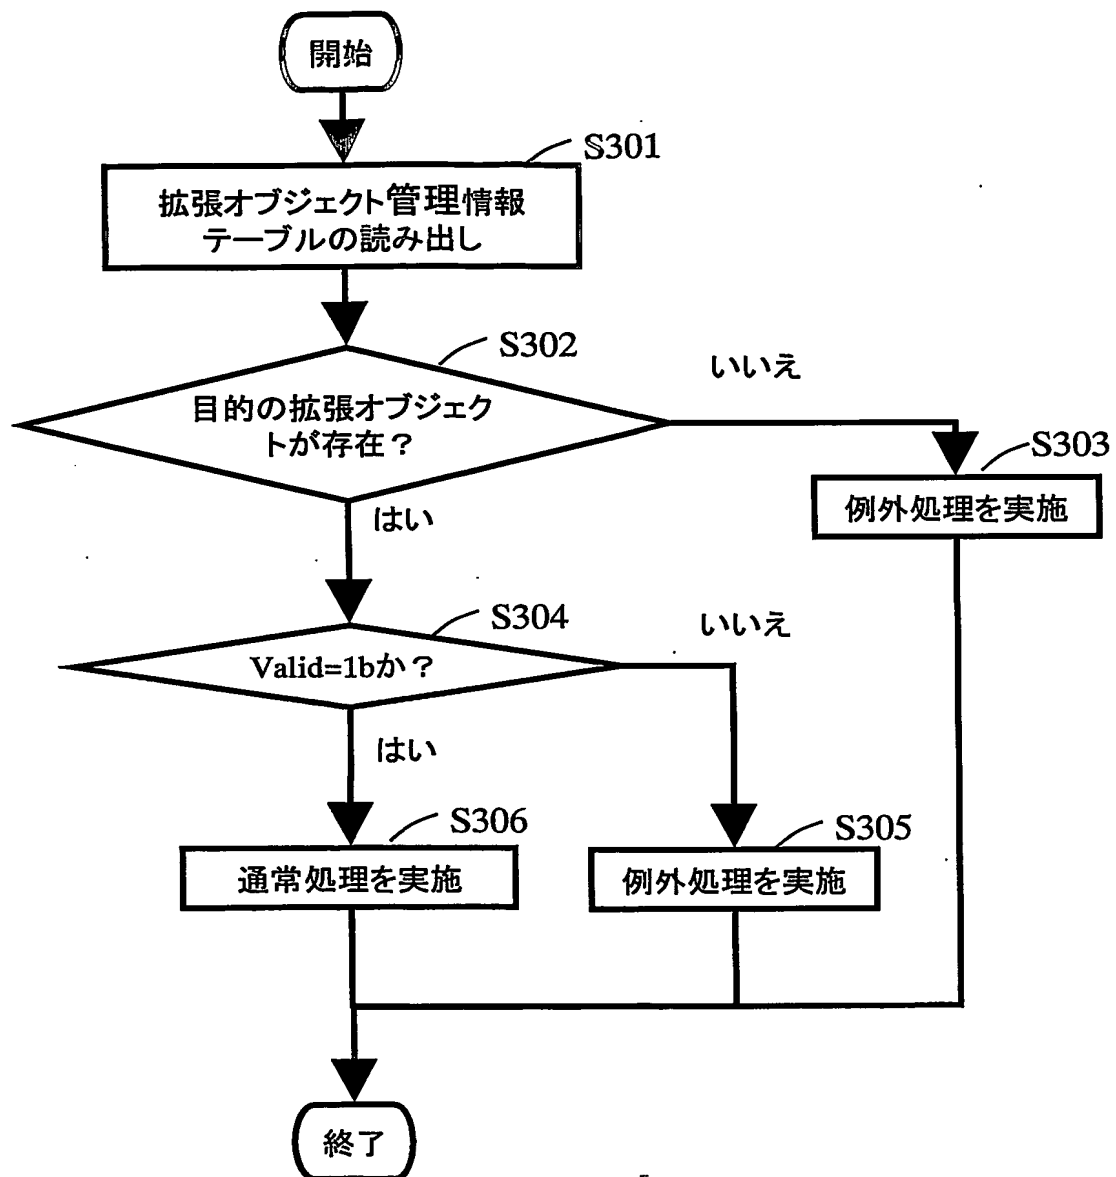 開始
S301
拡張オブジェクト管理情報
テーブルの読み出し
S302
いいえ
目的の拡張オブジェク
トが存在？
S303
例外処理を実施
はい
S304
いいえ
Valid=1bか？
はい
S306
通常処理を実施
S305
例外処理を実施
終了